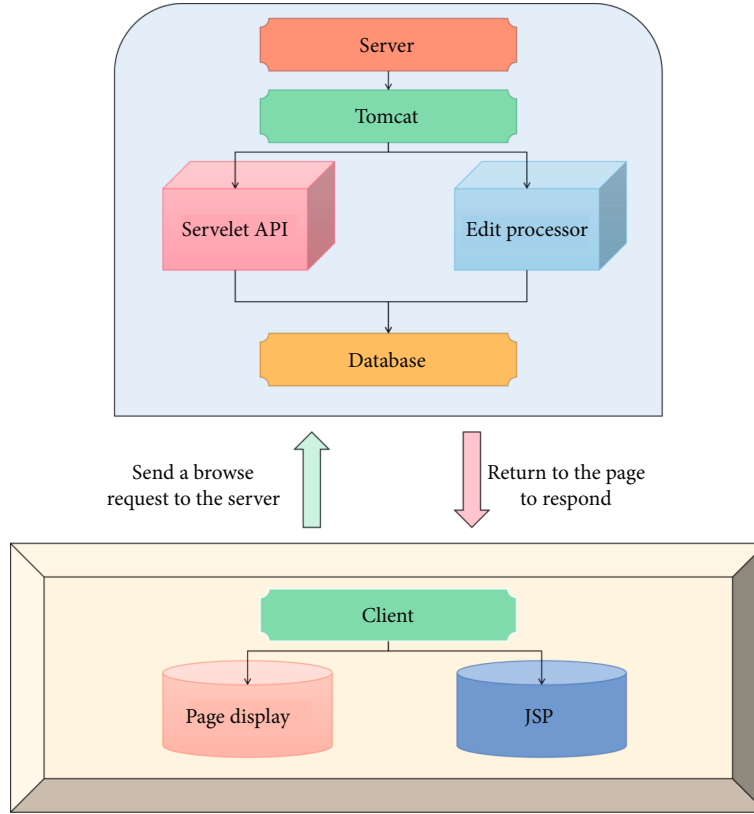 Server
Tomcat
Servelet API
Edit processor
Database
Send a browse
request to the server
Return to the page
to respond
Client
Page display
JSP